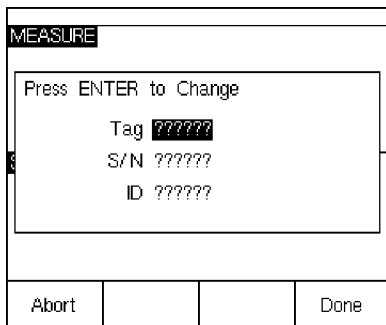 MEASURE
Press ENTER to Change
Tag ??????
S/N ??????
ID ??????
Abort
Done